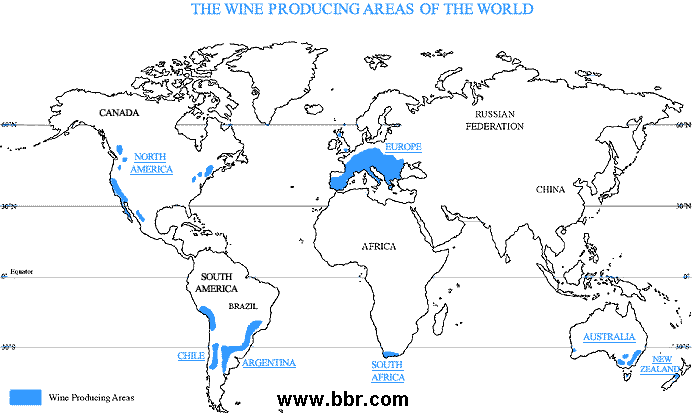 THE WINE PRODUCING AREAS OF THE WORLD
CANADA
RUSSIAN
FEDERATION
60°N
60°N
EUROPE
NORTH
AMERICA
CHINA
30°N
30°N
AFRICA
Equator
0°
0°
SOUTH
AMERICA
BRAZIL
AUSTRALIA
30°S
30°S
CHILE
ARGENTINA
SOUTH
AFRICA
NEW
ZEALAND
Wine Producing Areas
www.bbr.com